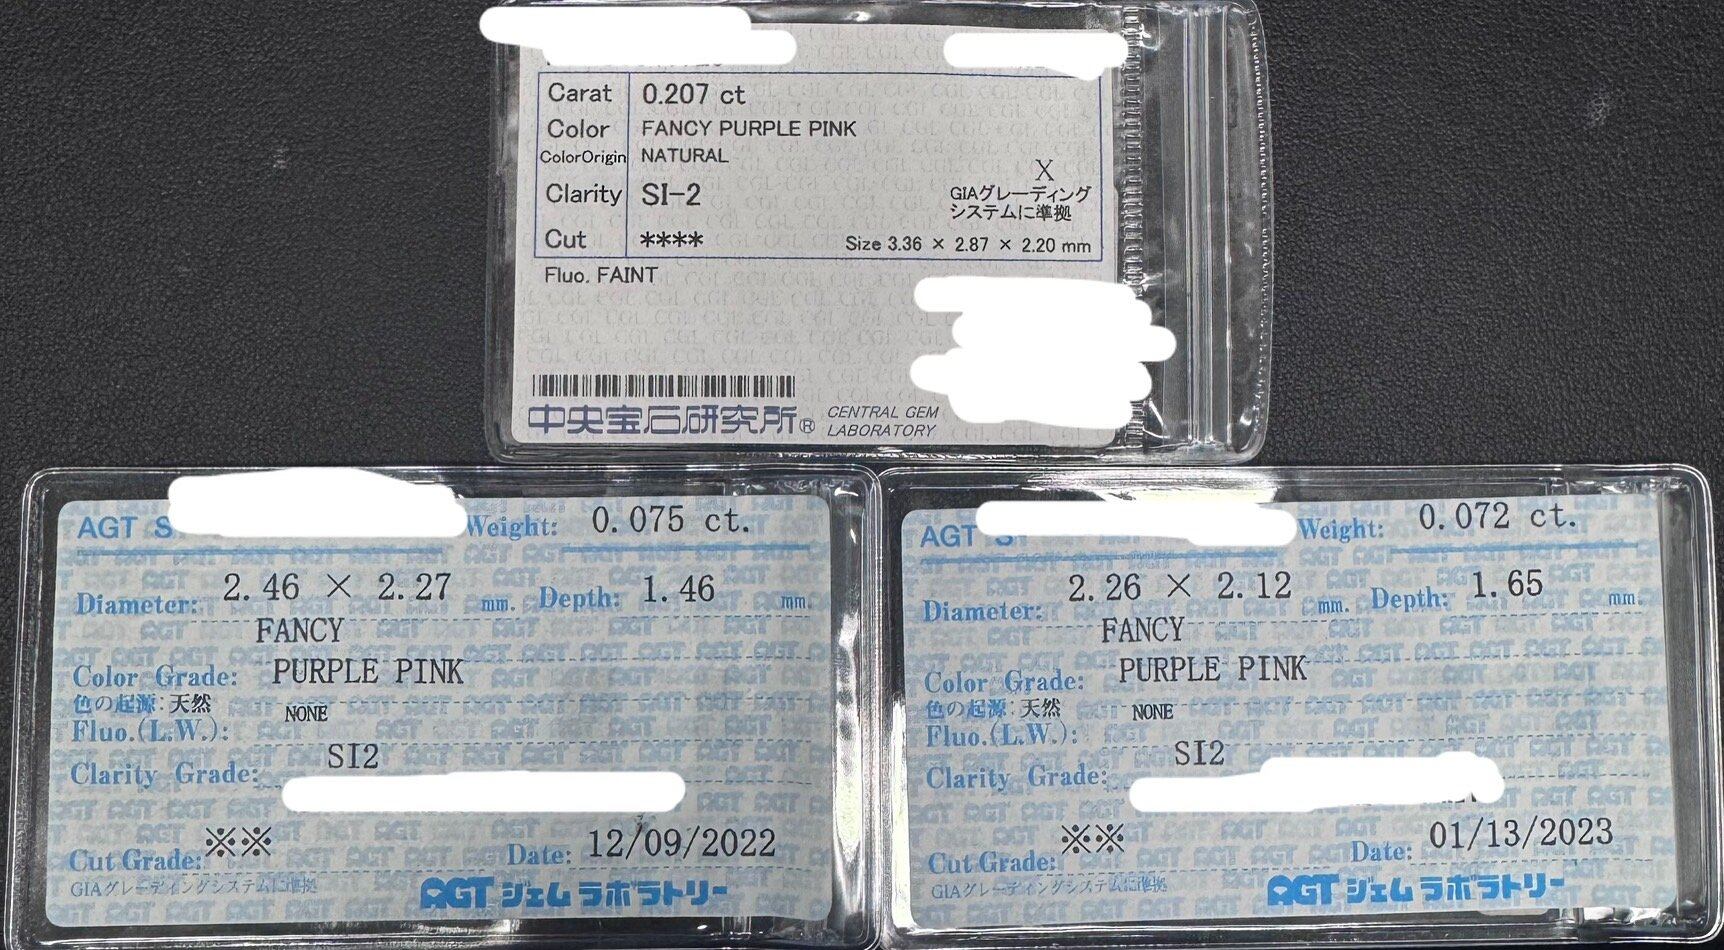 Carat 0.207 ct
Color FANCY PURPLE PINK
ColorOrigin NATURAL
X
Clarity SI-2
GIAグレーディング
システムに準拠
Cut ****
Size 3.36 × 2.87 × 2.20 mm
Fluo. FAINT
中央宝石研究所® CENTRAL GEM
LABORATORY
AGT S
Weight: 0.075 ct.
Diameter: 2.46 × 2.27 mm. Depth: 1.46 mm.
FANCY
Color Grade: PURPLE PINK
色の起源:天然
Fluo.(L.W.): NONE
Clarity Grade: SI2
Cut Grade: ※※ Date: 12/09/2022
GIAグレーディングシステムに準拠
AGT ジェム ラボラトリー
AGT S
Weight: 0.072 ct.
Diameter: 2.26 × 2.12 mm. Depth: 1.65 mm.
FANCY
Color Grade: PURPLE PINK
色の起源:天然
Fluo.(L.W.): NONE
Clarity Grade: SI2
Cut Grade: ※※ Date: 01/13/2023
GIAグレーディングシステムに準拠
AGT ジェム ラボラトリー